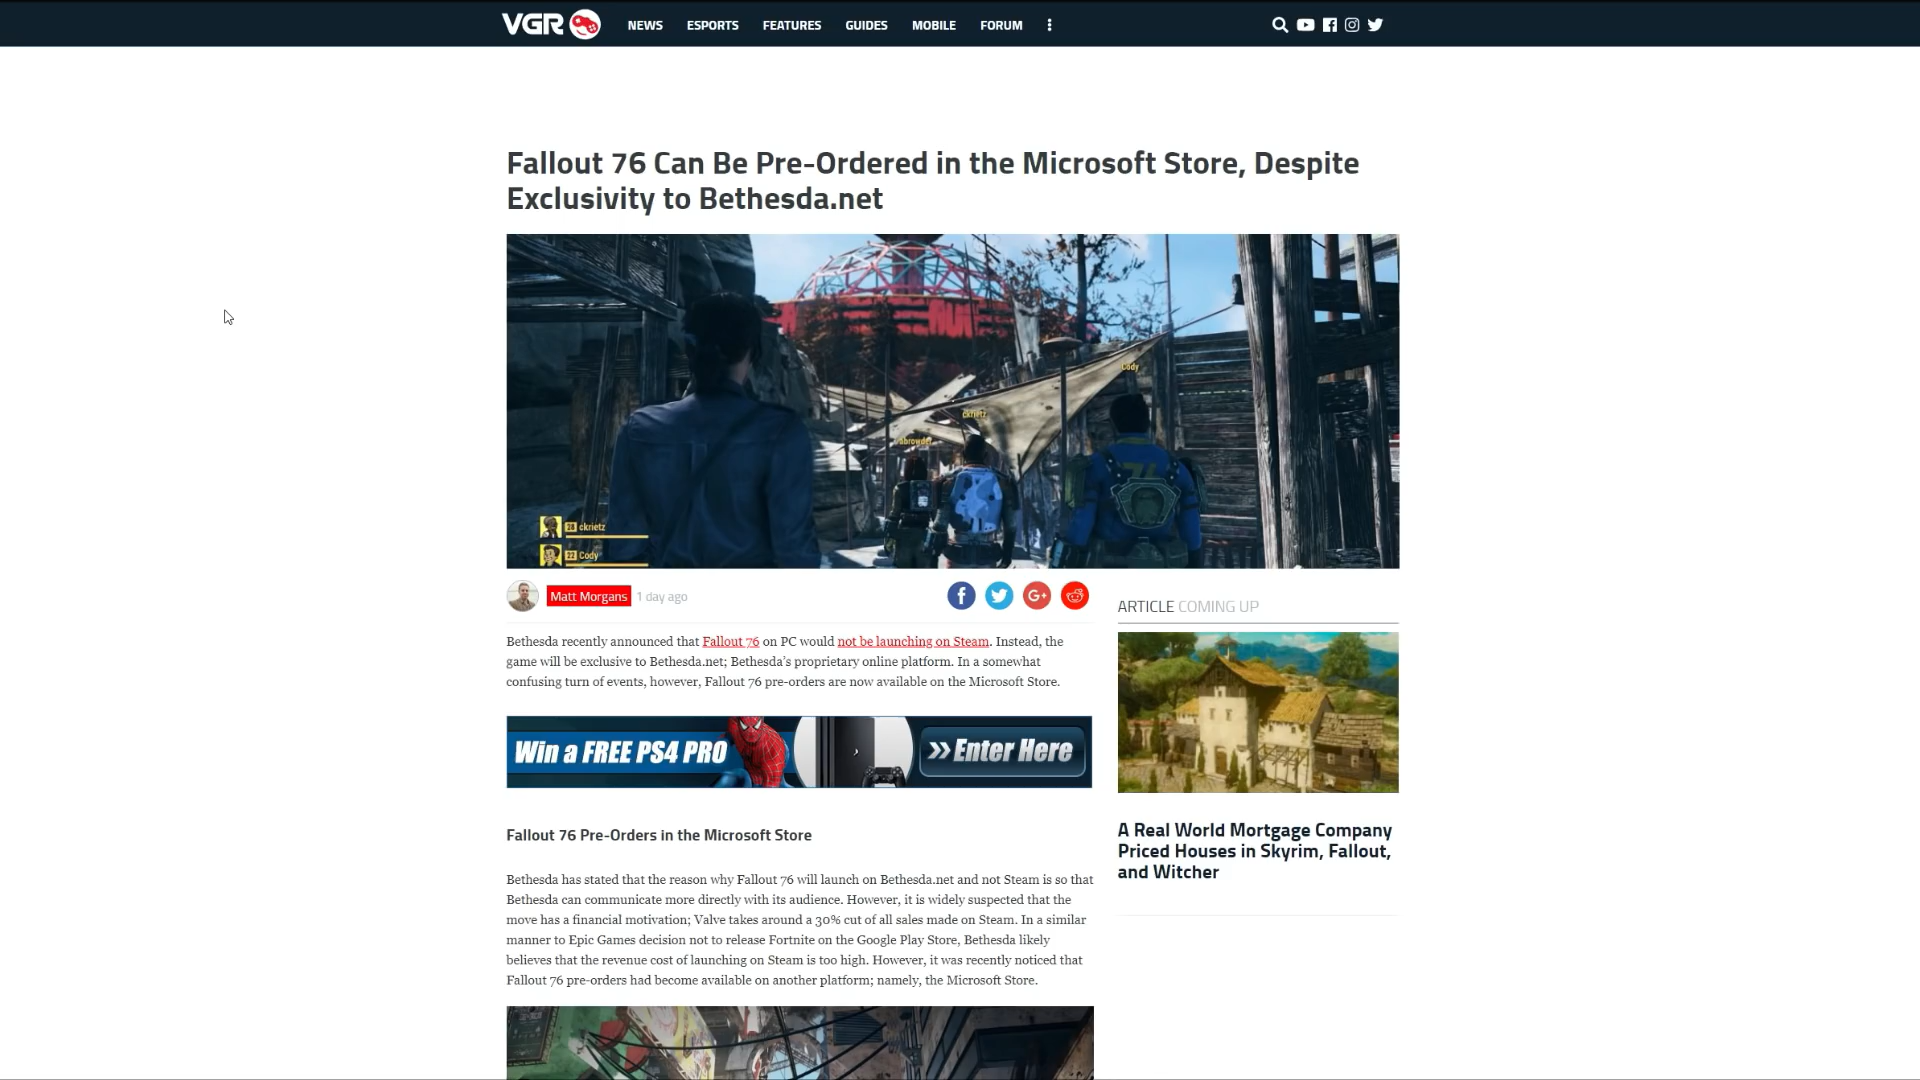 VGR NEWS ESPORTS FEATURES GUIDES MOBILE FORUM
Fallout 76 Can Be Pre-Ordered in the Microsoft Store, Despite
Exclusivity to Bethesda.net
Cody
ckrietz
sbrowder
28 ckrietz
22 Cody
Matt Morgans 1 day ago
Bethesda recently announced that Fallout 76 on PC would not be launching on Steam. Instead, the
game will be exclusive to Bethesda.net; Bethesda's proprietary online platform. In a somewhat
confusing turn of events, however, Fallout 76 pre-orders are now available on the Microsoft Store.
Win a FREE PS4 PRO >> Enter Here
Fallout 76 Pre-Orders in the Microsoft Store
Bethesda has stated that the reason why Fallout 76 will launch on Bethesda.net and not Steam is so that
Bethesda can communicate more directly with its audience. However, it is widely suspected that the
move has a financial motivation; Valve takes around a 30% cut of all sales made on Steam. In a similar
manner to Epic Games decision not to release Fortnite on the Google Play Store, Bethesda likely
believes that the revenue cost of launching on Steam is too high. However, it was recently noticed that
Fallout 76 pre-orders had become available on another platform; namely, the Microsoft Store.
ARTICLE COMING UP
A Real World Mortgage Company
Priced Houses in Skyrim, Fallout,
and Witcher